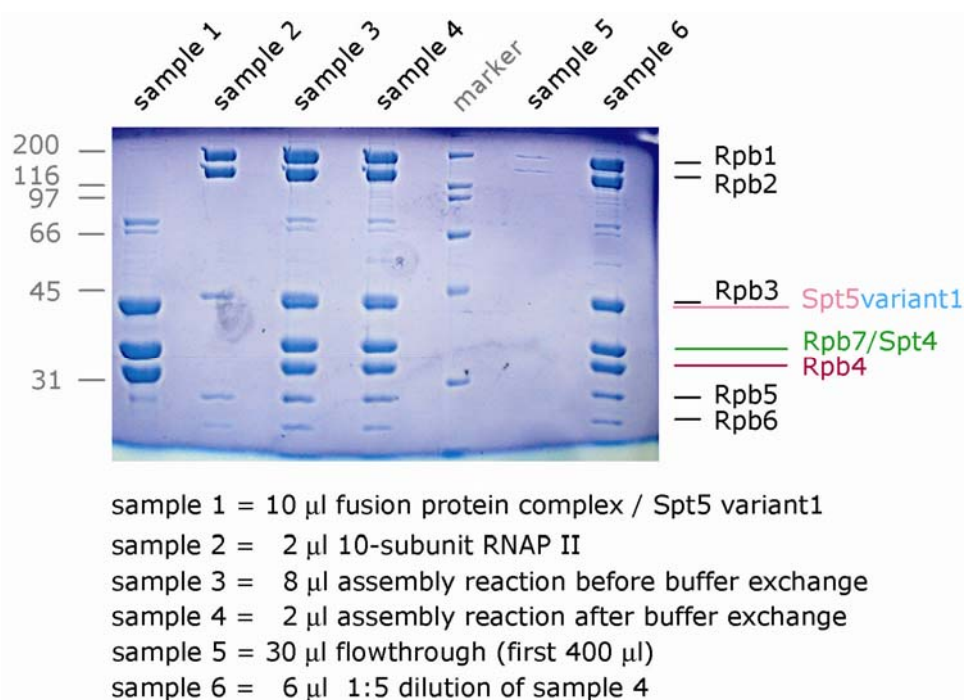 sample 1 sample 2 sample 3 sample 4 marker sample 5 sample 6
200
116
97
66
45
31
Rpb1
Rpb2
Rpb3
Spt5variant1
Rpb7/Spt4
Rpb4
Rpb5
Rpb6
sample 1 = 10 µl fusion protein complex / Spt5 variant1
sample 2 = 2 µl 10-subunit RNAP II
sample 3 = 8 µl assembly reaction before buffer exchange
sample 4 = 2 µl assembly reaction after buffer exchange
sample 5 = 30 µl flowthrough (first 400 µl)
sample 6 = 6 µl 1:5 dilution of sample 4